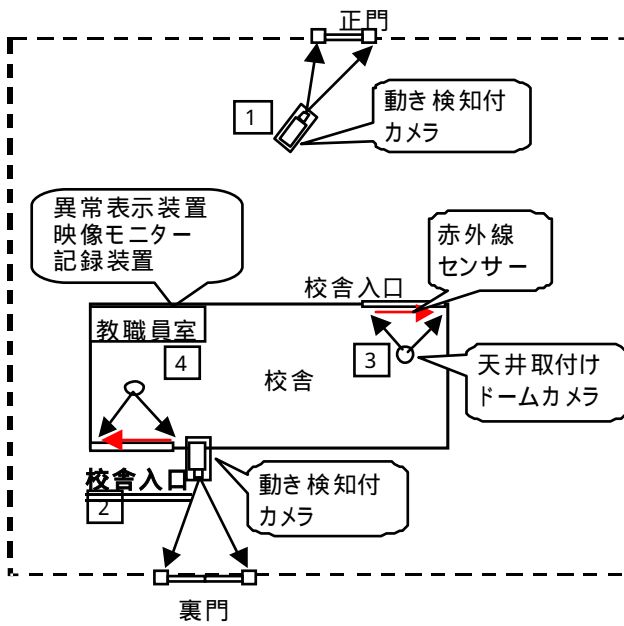 正門
1
動き検知付
カメラ
異常表示装置
映像モニター
記録装置
赤外線
センサー
校舎入口
教職員室
4
校舎
3
天井取付け
ドームカメラ
校舎入口
2
動き検知付
カメラ
裏門